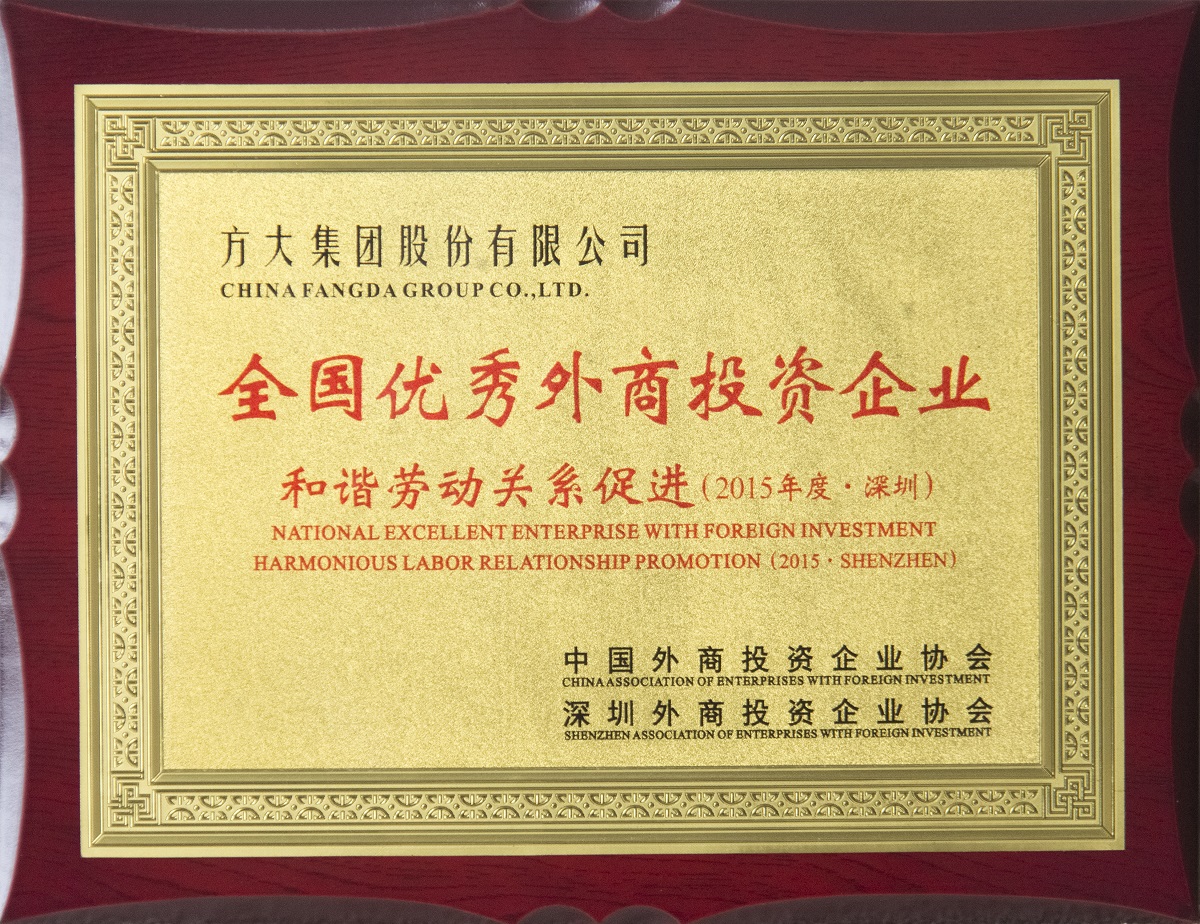 方大集团股份有限公司
CHINA FANGDA GROUP CO.,LTD.
全国优秀外商投资企业
和谐劳动关系促进(2015年度·深圳)
NATIONAL EXCELLENT ENTERPRISE WITH FOREIGN INVESTMENT
HARMONIOUS LABOR RELATIONSHIP PROMOTION (2015·SHENZHEN)
中国外商投资企业协会
CHINA ASSOCIATION OF ENTERPRISES WITH FOREIGN INVESTMENT
深圳外商投资企业协会
SHENZHEN ASSOCIATION OF ENTERPRISES WITH FOREIGN INVESTMENT